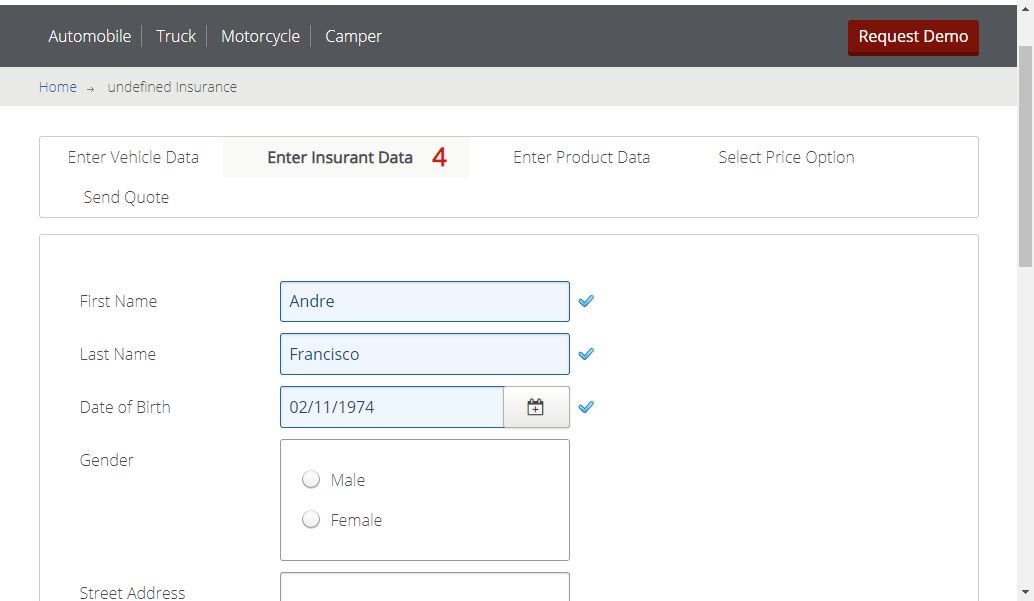 Automobile Truck Motorcycle Camper Request Demo
Home → undefined Insurance
Enter Vehicle Data Enter Insurant Data 4 Enter Product Data Select Price Option
Send Quote
First Name Andre
Last Name Francisco
Date of Birth 02/11/1974
Gender
Male
Female
Street Address